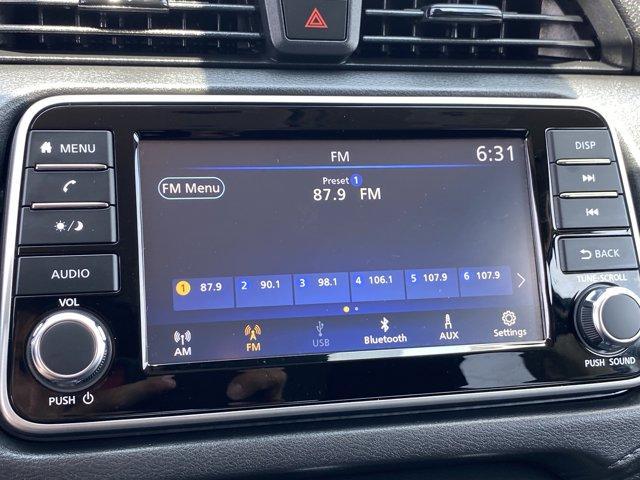 MENU
AUDIO
VOL
PUSH
FM
6:31
FM Menu
Preset 1
87.9 FM
1 87.9
2 90.1
3 98.1
4 106.1
5 107.9
6 107.9
AM
FM
USB
Bluetooth
AUX
Settings
DISP
BACK
TUNE·SCROLL
PUSH SOUND